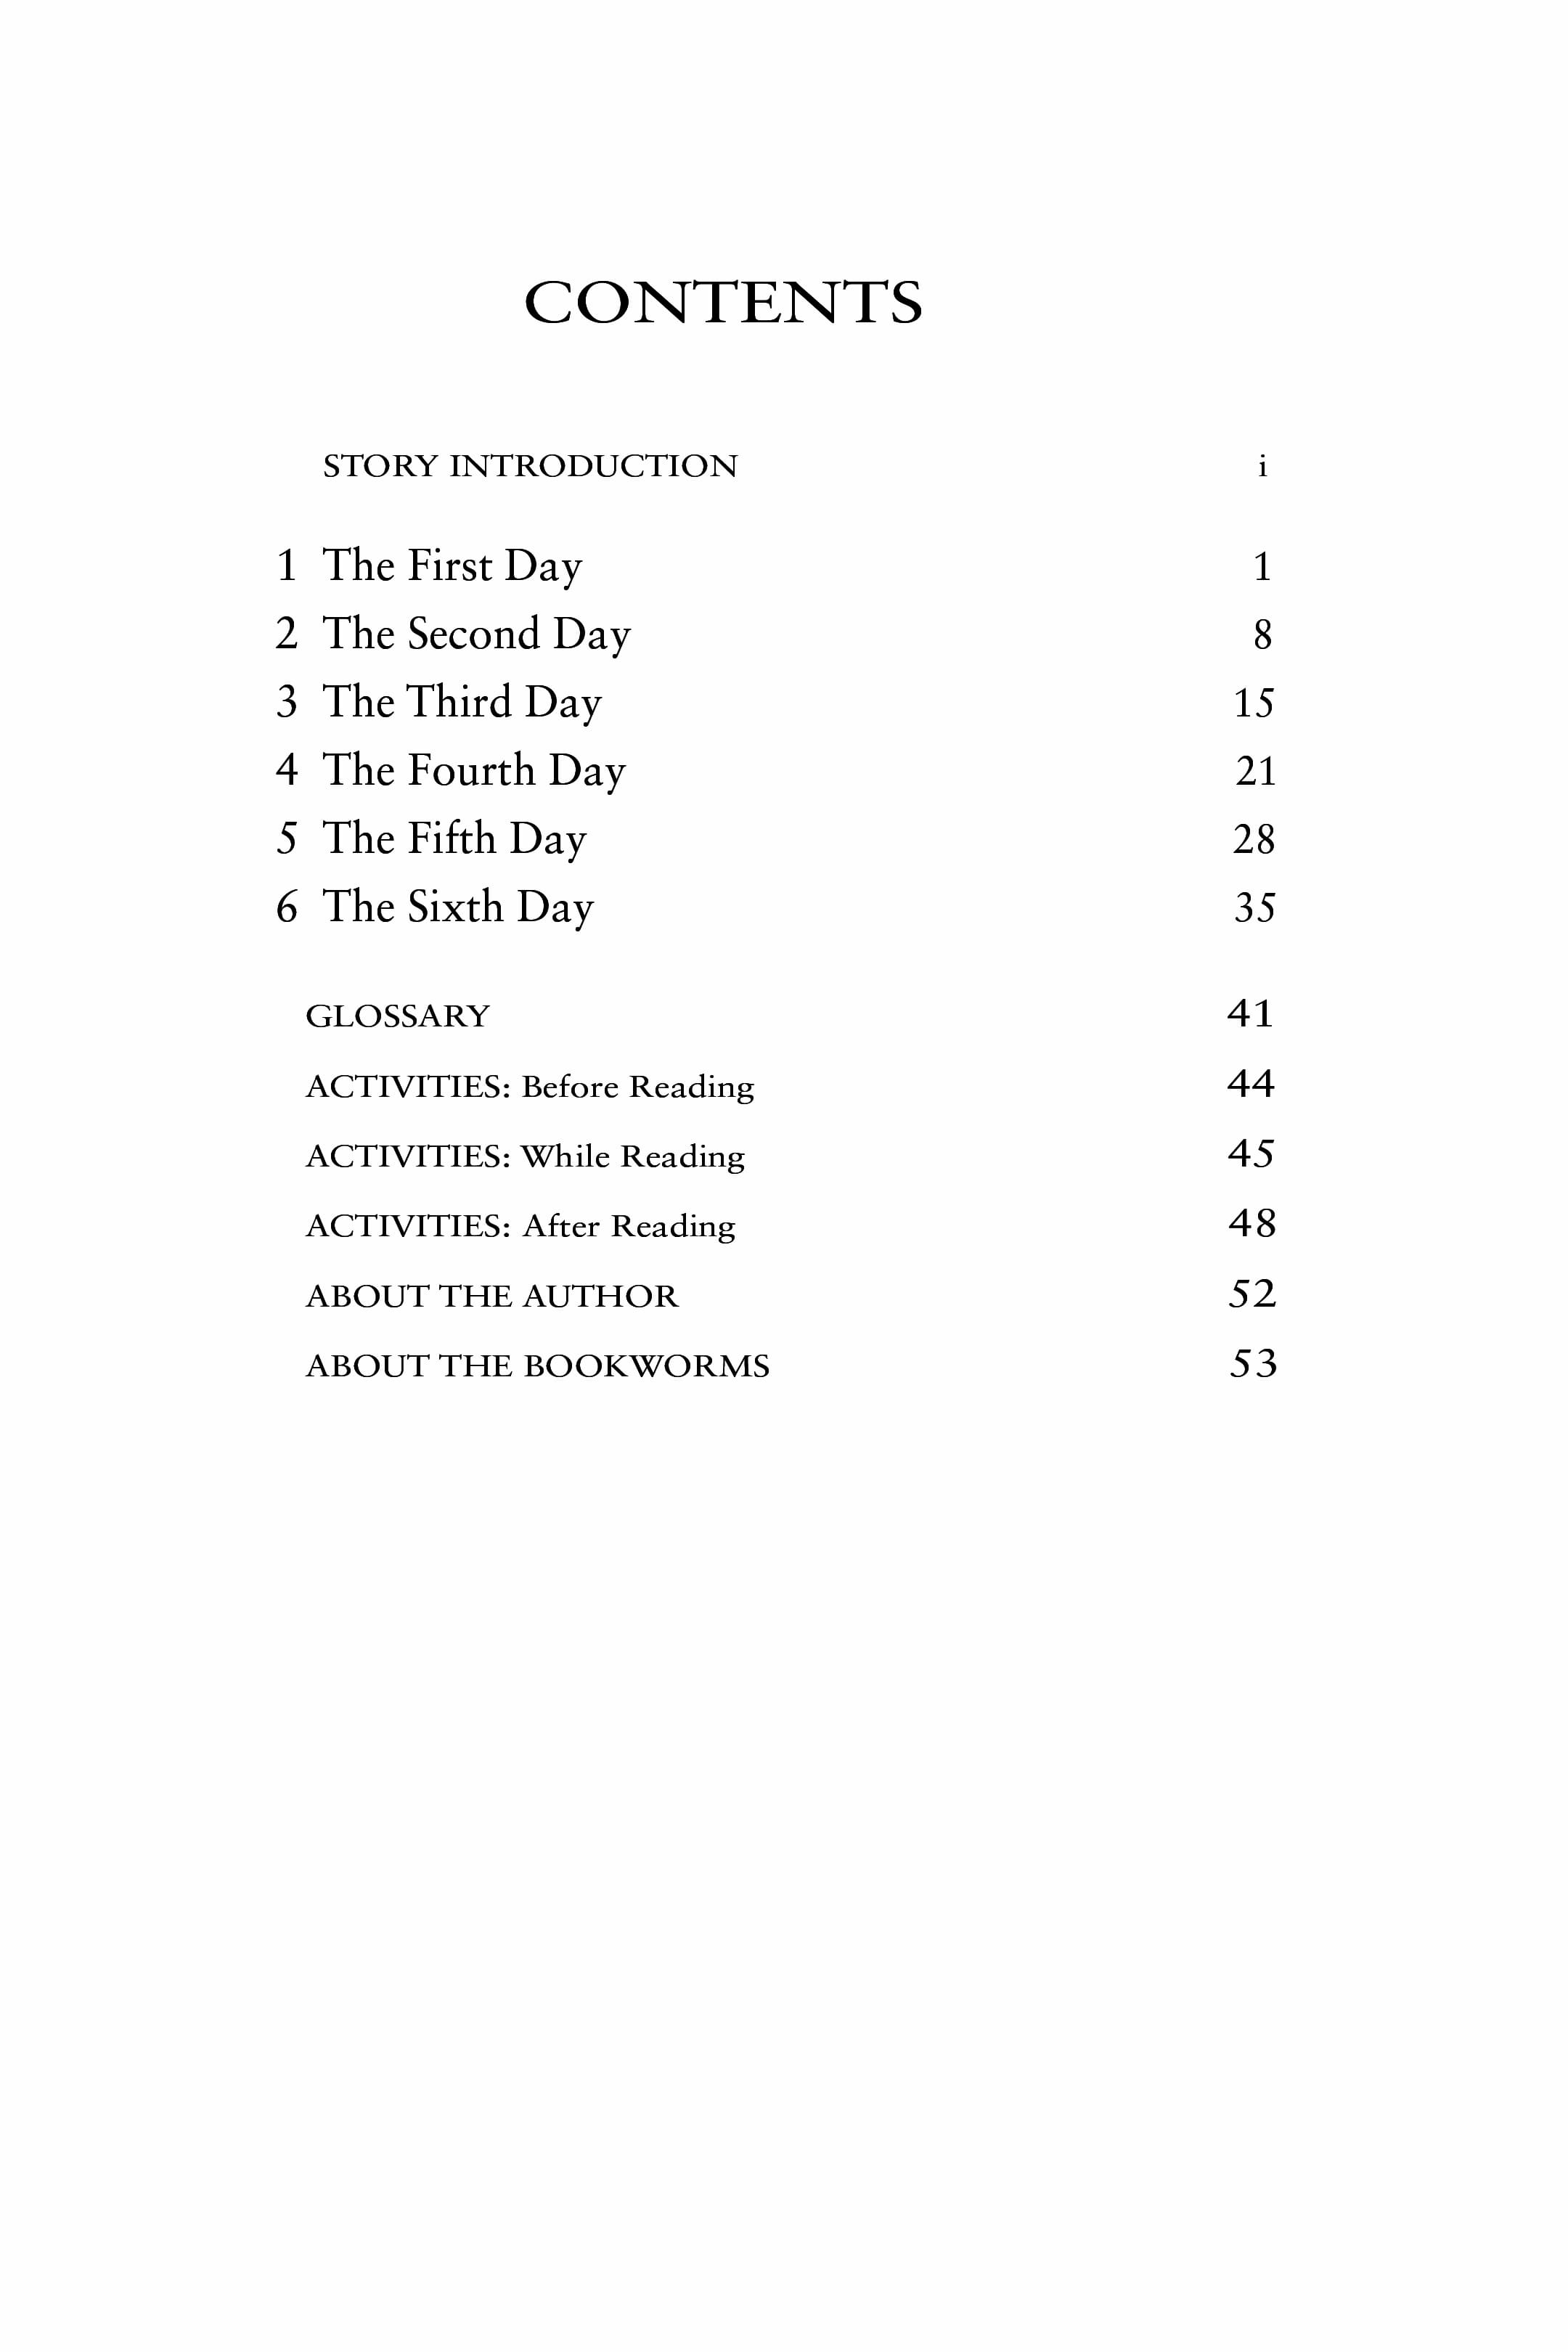 CONTENTS
STORY INTRODUCTION i
1 The First Day 1
2 The Second Day 8
3 The Third Day 15
4 The Fourth Day 21
5 The Fifth Day 28
6 The Sixth Day 35
GLOSSARY 41
ACTIVITIES: Before Reading 44
ACTIVITIES: While Reading 45
ACTIVITIES: After Reading 48
ABOUT THE AUTHOR 52
ABOUT THE BOOKWORMS 53